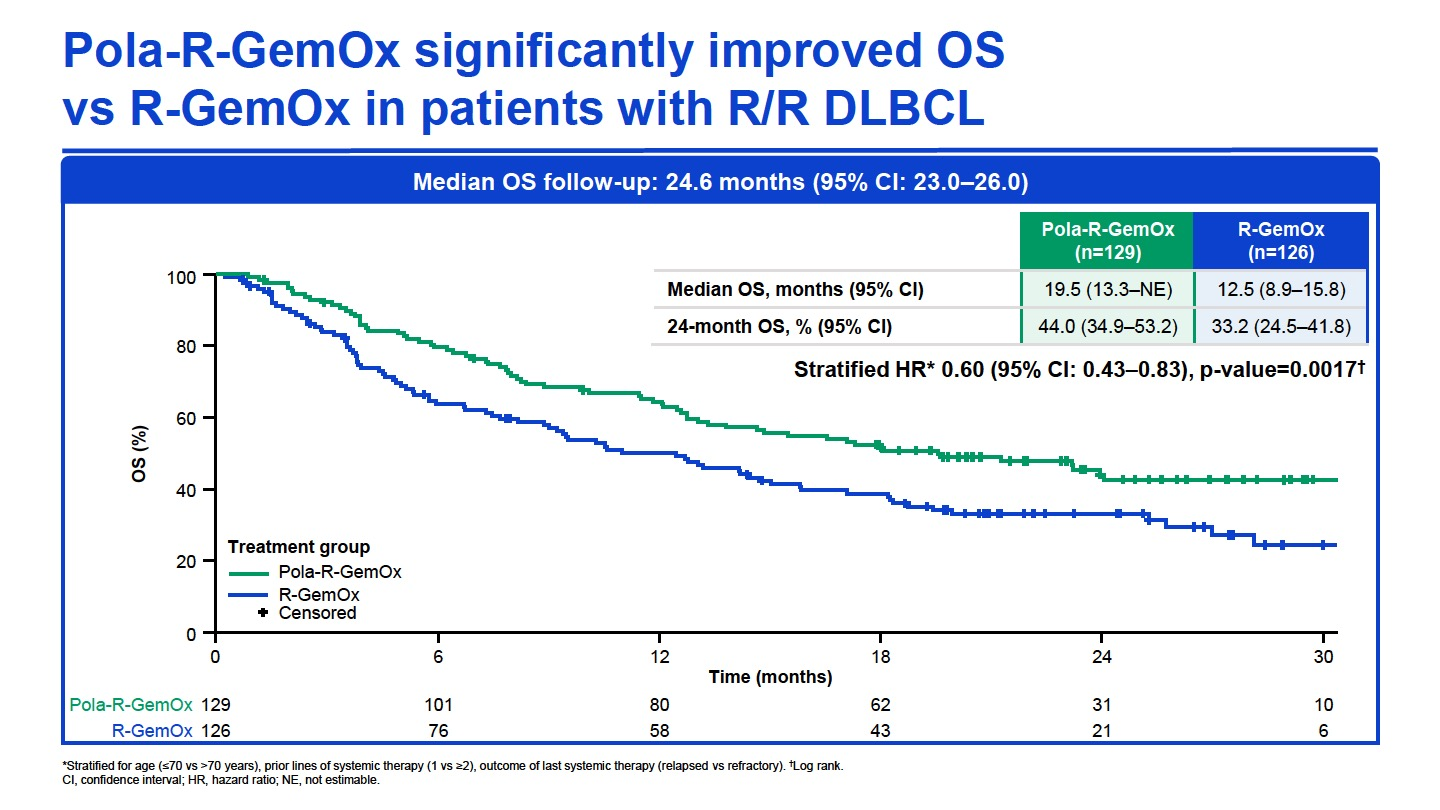 Pola-R-GemOx significantly improved OS
vs R-GemOx in patients with R/R DLBCL
Median OS follow-up: 24.6 months (95% CI: 23.0–26.0)
Pola-R-GemOx (n=129) R-GemOx (n=126)
Median OS, months (95% CI) 19.5 (13.3–NE) 12.5 (8.9–15.8)
24-month OS, % (95% CI) 44.0 (34.9–53.2) 33.2 (24.5–41.8)
Stratified HR* 0.60 (95% CI: 0.43–0.83), p-value=0.0017†
OS (%)
100
80
60
40
20
0
Treatment group
Pola-R-GemOx
R-GemOx
Censored
0 6 12 18 24 30
Time (months)
Pola-R-GemOx 129 101 80 62 31 10
R-GemOx 126 76 58 43 21 6
*Stratified for age (≤70 vs >70 years), prior lines of systemic therapy (1 vs ≥2), outcome of last systemic therapy (relapsed vs refractory). †Log rank.
CI, confidence interval; HR, hazard ratio; NE, not estimable.